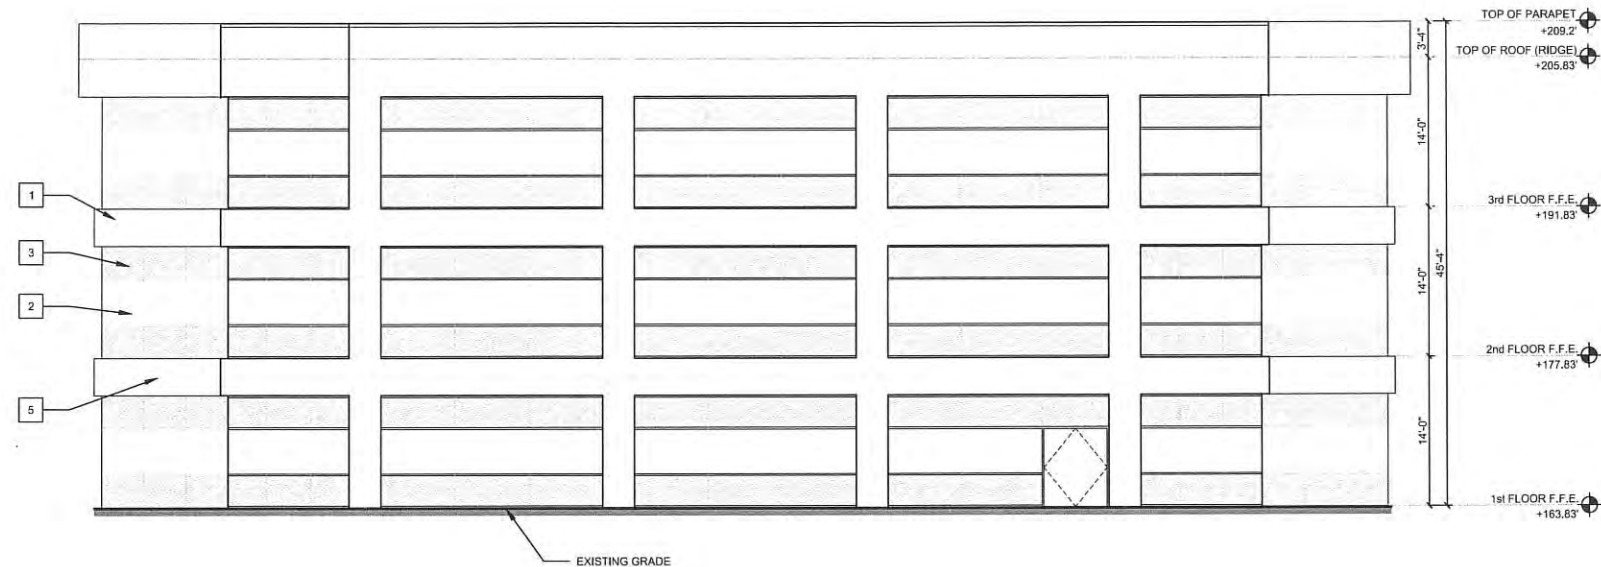 TOP OF PARAPET
+209.2'
3'-4"
TOP OF ROOF (RIDGE)
+205.83'
14'-0"
1
3rd FLOOR F.F.E.
+191.83'
3
14'-0"
45'-4"
2
2nd FLOOR F.F.E.
+177.83'
5
14'-0"
1st FLOOR F.F.E.
+163.83'
EXISTING GRADE